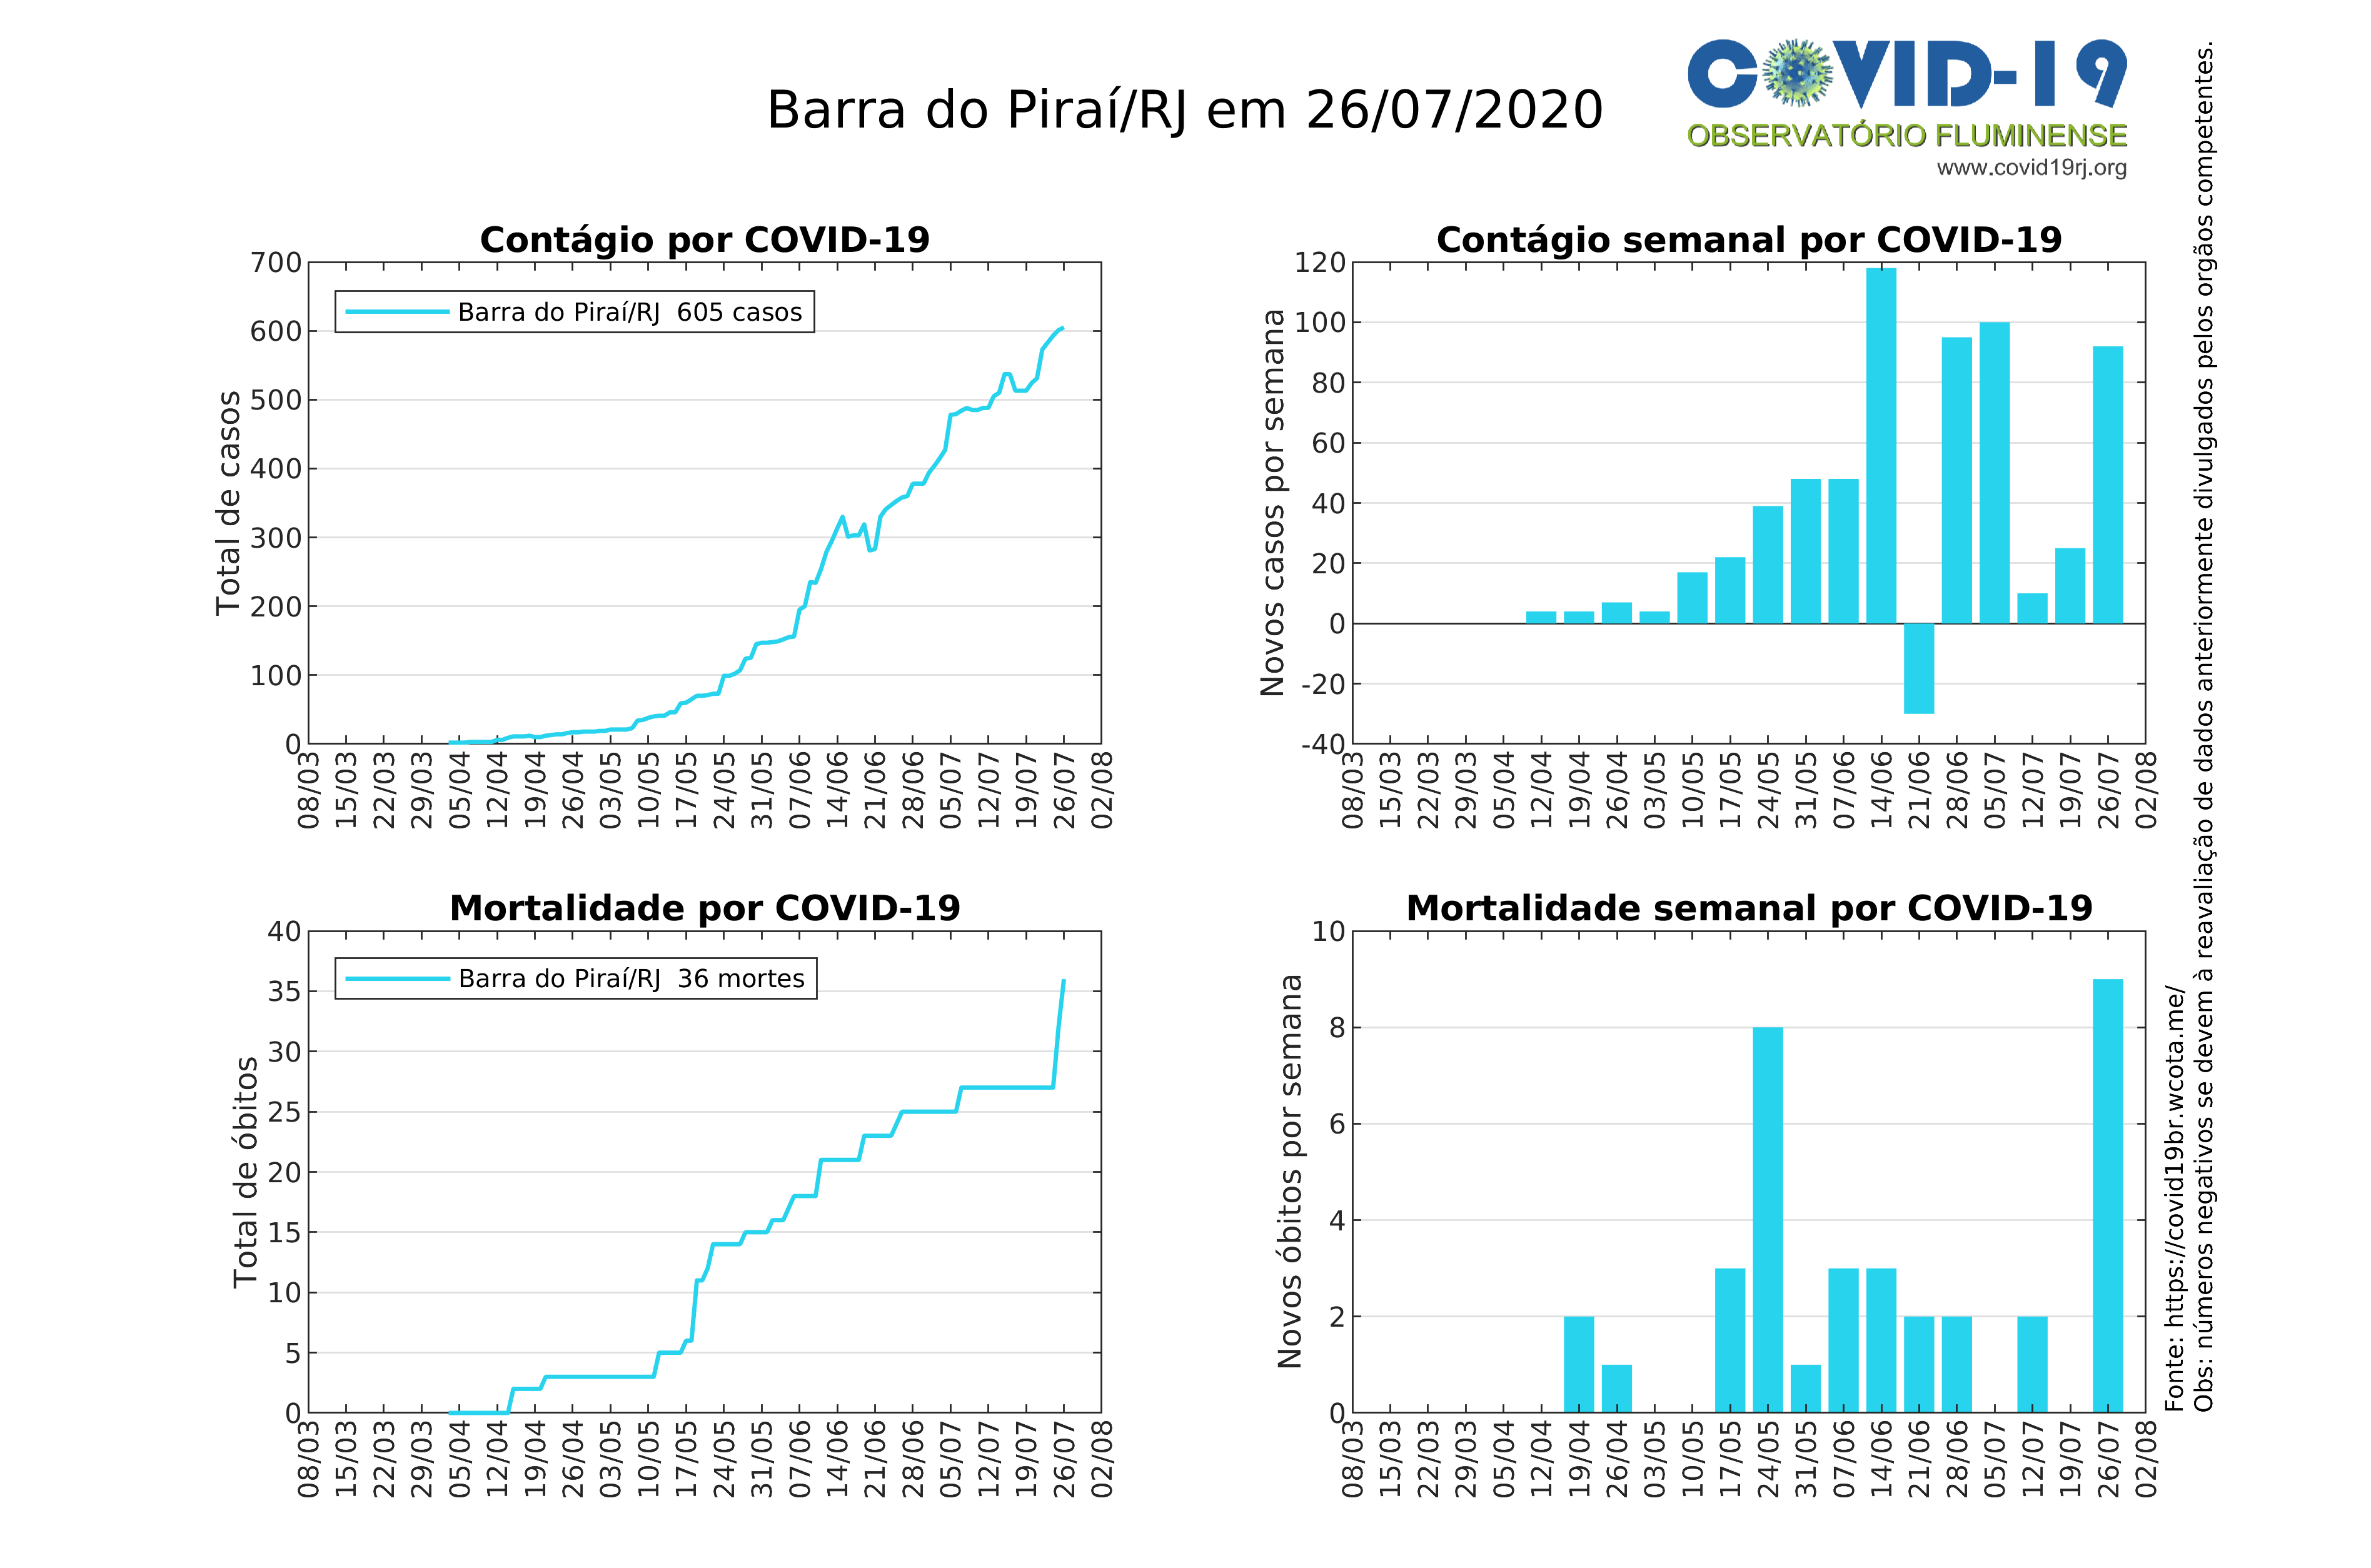 Barra do Piraí/RJ em 26/07/2020
COVID-19
OBSERVATÓRIO FLUMINENSE
www.covid19rj.org
Contágio por COVID-19
Total de casos
700
600
500
400
300
200
100
0
Barra do Piraí/RJ 605 casos
08/03 15/03 22/03 29/03 05/04 12/04 19/04 26/04 03/05 10/05 17/05 24/05 31/05 07/06 14/06 21/06 28/06 05/07 12/07 19/07 26/07 02/08
Contágio semanal por COVID-19
Novos casos por semana
120
100
80
60
40
20
0
-20
-40
08/03 15/03 22/03 29/03 05/04 12/04 19/04 26/04 03/05 10/05 17/05 24/05 31/05 07/06 14/06 21/06 28/06 05/07 12/07 19/07 26/07 02/08
Mortalidade por COVID-19
Total de óbitos
40
35
30
25
20
15
10
5
0
Barra do Piraí/RJ 36 mortes
08/03 15/03 22/03 29/03 05/04 12/04 19/04 26/04 03/05 10/05 17/05 24/05 31/05 07/06 14/06 21/06 28/06 05/07 12/07 19/07 26/07 02/08
Mortalidade semanal por COVID-19
Novos óbitos por semana
10
8
6
4
2
0
08/03 15/03 22/03 29/03 05/04 12/04 19/04 26/04 03/05 10/05 17/05 24/05 31/05 07/06 14/06 21/06 28/06 05/07 12/07 19/07 26/07 02/08
Fonte: https://covid19br.wcota.me/
Obs: números negativos se devem à reavaliação de dados anteriormente divulgados pelos orgãos competentes.